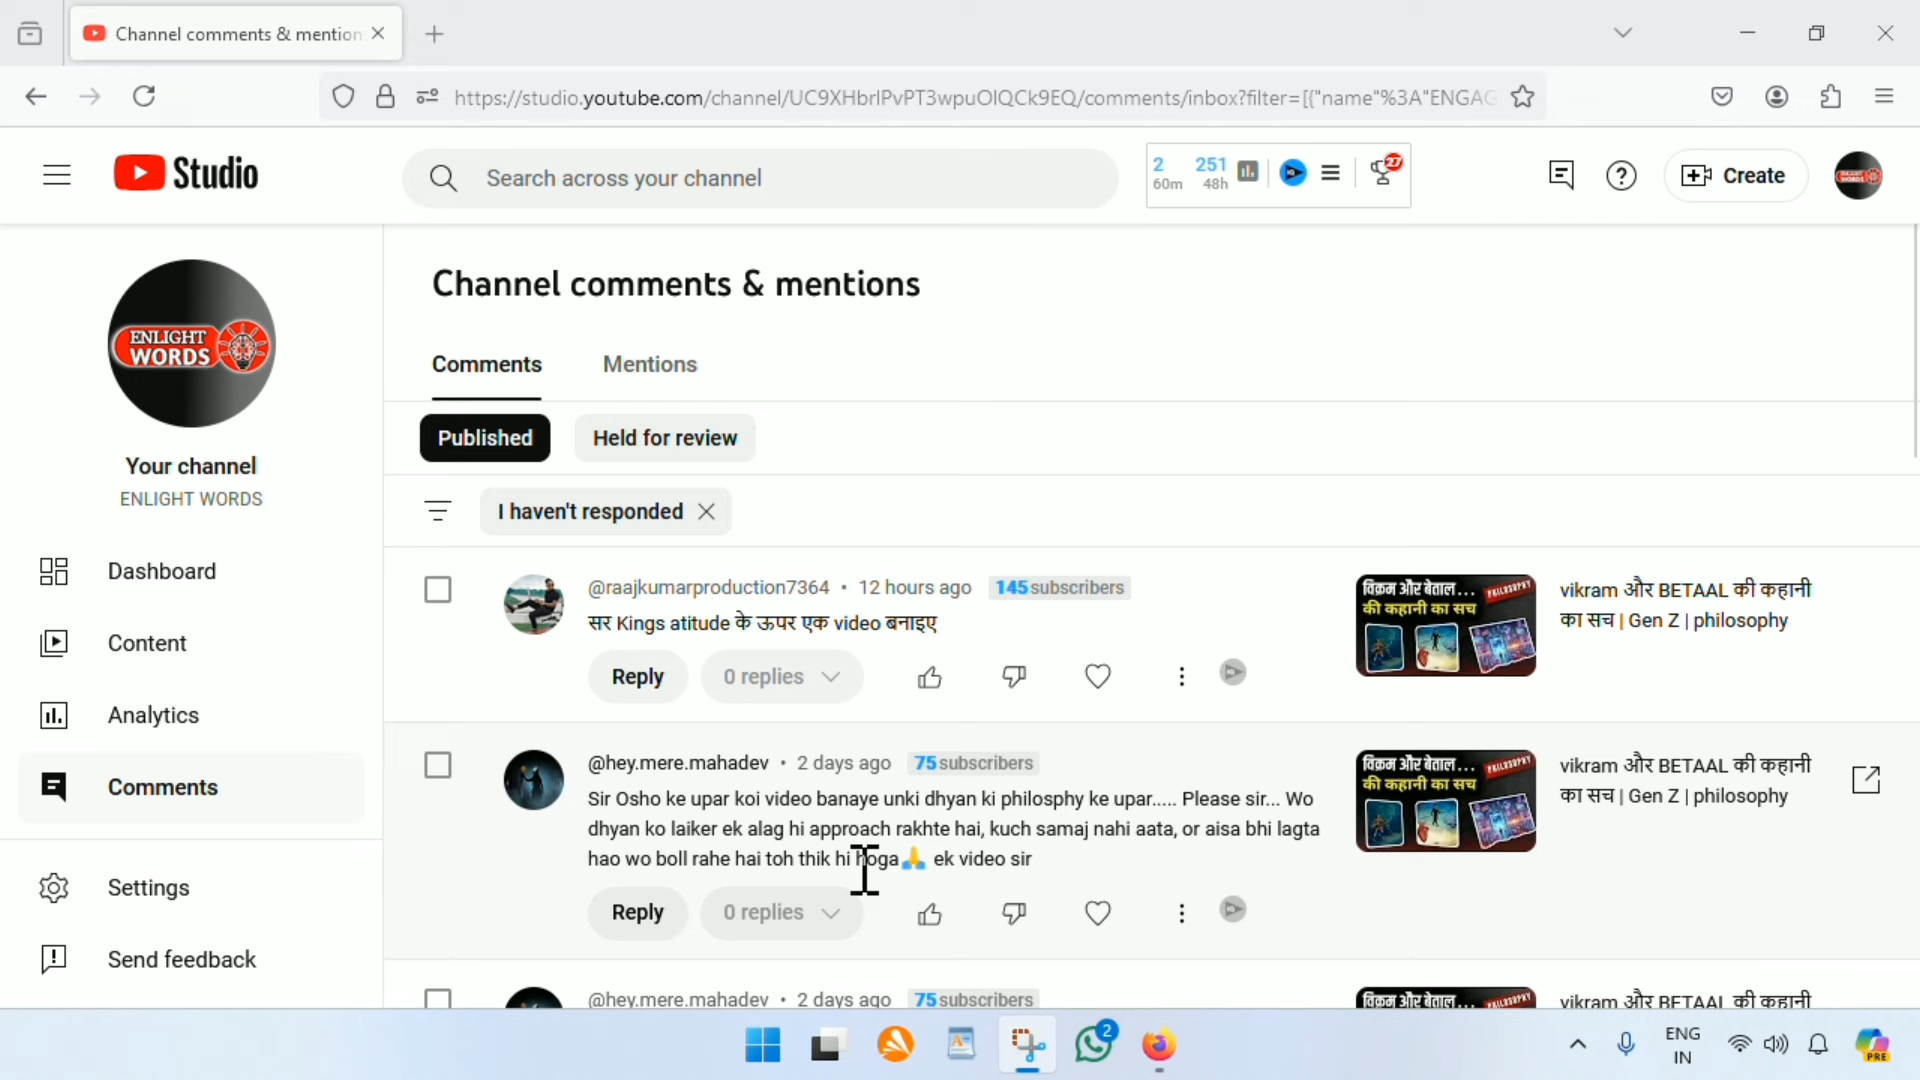 Channel comments & mention
https://studio.youtube.com/channel/UC9XHbrlPvPT3wpuOlQCk9EQ/comments/inbox?filter=[{"name"%3A"ENGAG
Studio
Search across your channel
2 251
60m 48h
27
Create
ENLIGHT
WORDS
Your channel
ENLIGHT WORDS
Dashboard
Content
Analytics
Comments
Settings
Send feedback
Channel comments & mentions
Comments Mentions
Published Held for review
I haven't responded
@raajkumarproduction7364 • 12 hours ago 145 subscribers
सर Kings atitude के ऊपर एक video बनाइए
Reply 0 replies
विक्रम और बेताल...
PHILOSOPHY
की कहानी का सच
vikram और BETAAL की कहानी
का सच | Gen Z | philosophy
@hey.mere.mahadev • 2 days ago 75 subscribers
Sir Osho ke upar koi video banaye unki dhyan ki philosphy ke upar..... Please sir... Wo
dhyan ko laiker ek alag hi approach rakhte hai, kuch samaj nahi aata, or aisa bhi lagta
hao wo boll rahe hai toh thik hi hoga🙏 ek video sir
Reply 0 replies
विक्रम और बेताल...
PHILOSOPHY
की कहानी का सच
vikram और BETAAL की कहानी
का सच | Gen Z | philosophy
@hey.mere.mahadev • 2 days ago 75 subscribers
विक्रम और बेताल...
PHILOSOPHY
vikram और BETAAL की कहानी
2
ENG
IN
PRE